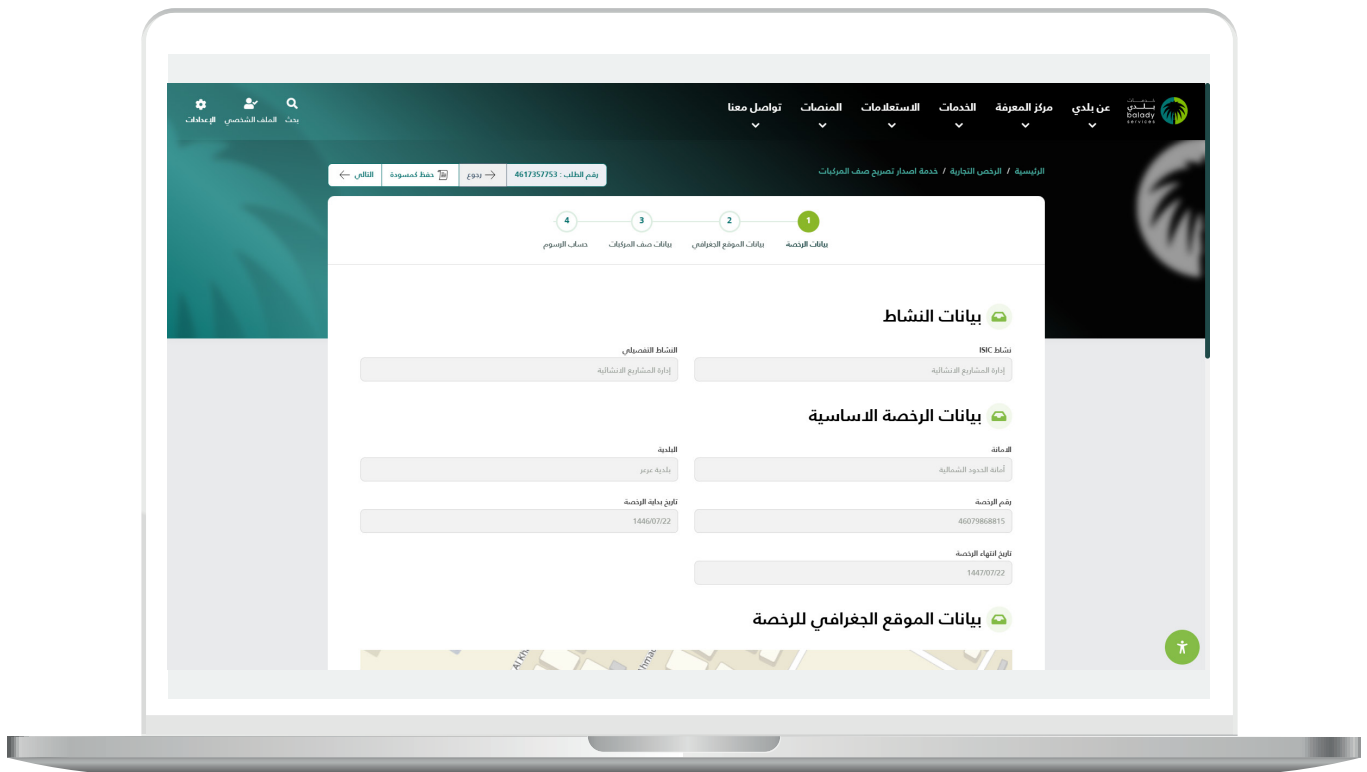 خدمات
بلدي
balady
services
عن بلدي
مركز المعرفة
الخدمات
الاستعلامات
المنصات
تواصل معنا
بحث
الملف الشخصي
الإعدادات
الرئيسية / الرخص التجارية / خدمة اصدار تصريح صف المركبات
رقم الطلب : 4617357753
رجوع
حفظ كمسودة
التالي
1
2
3
4
بيانات الرخصة
بيانات الموقع الجغرافي
بيانات صف المركبات
حساب الرسوم
بيانات النشاط
نشاط ISIC
النشاط التفصيلي
إدارة المشاريع الانشائية
إدارة المشاريع الانشائية
بيانات الرخصة الاساسية
الامانة
البلدية
أمانة الحدود الشمالية
بلدية عرعر
رقم الرخصة
تاريخ بداية الرخصة
46079868815
1446/07/22
تاريخ انتهاء الرخصة
1447/07/22
بيانات الموقع الجغرافي للرخصة